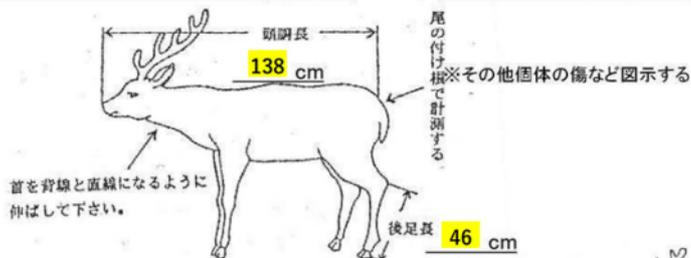 頭胴長
138 cm
尾の付け根で計測する
※その他個体の傷など図示する
首を背線と直線になるように
伸ばして下さい。
後足長 46 cm